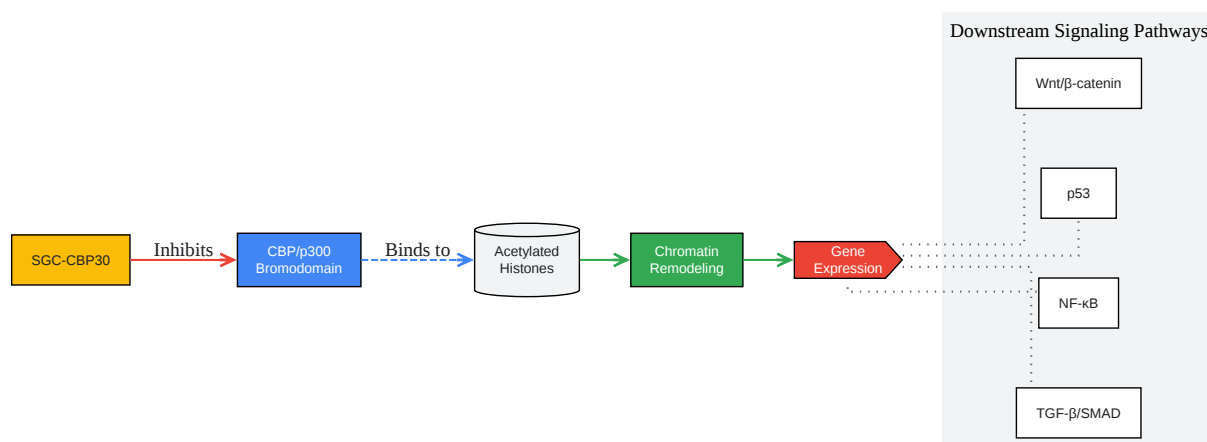 Downstream Signaling Pathways
Wnt/β-catenin
p53
SGC-CBP30
Inhibits
CBP/p300
Bromodomain
Binds to
Acetylated
Histones
Chromatin
Remodeling
Gene
Expression
NF-κB
TGF-β/SMAD